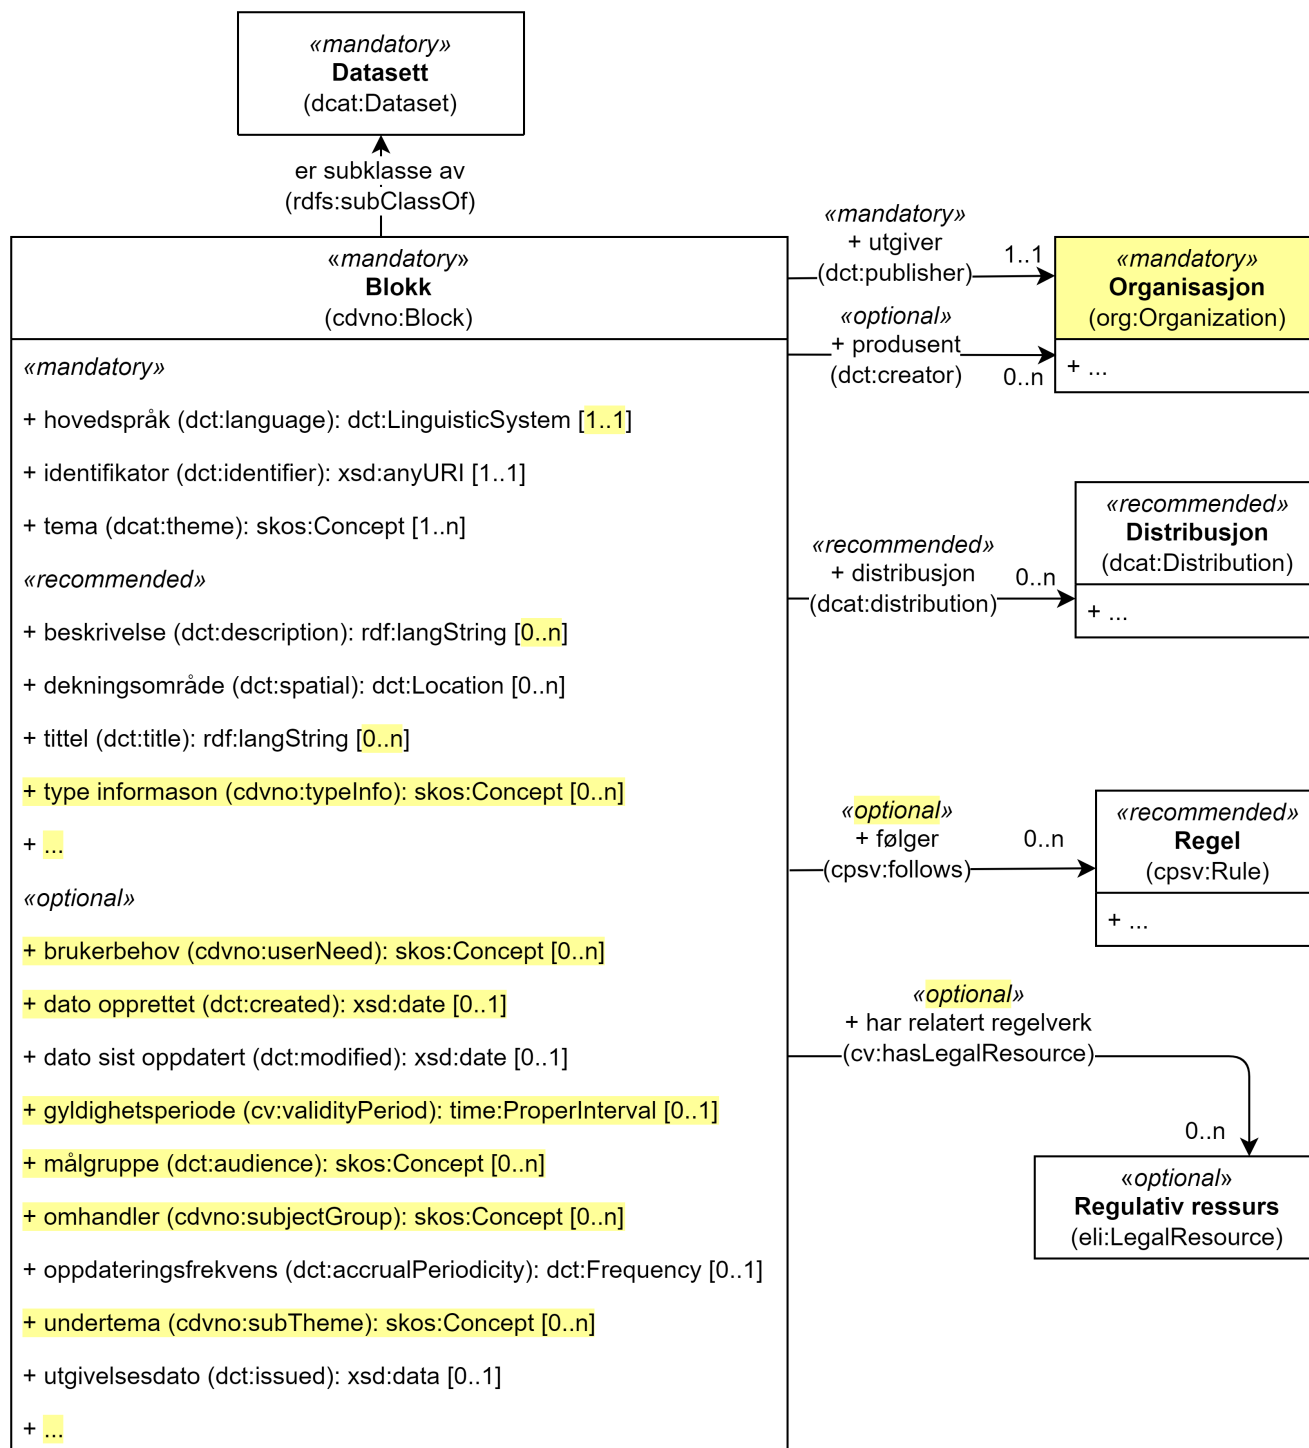 «mandatory»
Datasett
(dcat:Dataset)
er subklasse av
(rdfs:subClassOf)
«mandatory»
Blokk
(cdvno:Block)
«mandatory»
+ hovedspråk (dct:language): dct:LinguisticSystem [1..1]
+ identifikator (dct:identifier): xsd:anyURI [1..1]
+ tema (dcat:theme): skos:Concept [1..n]
«recommended»
+ beskrivelse (dct:description): rdf:langString [0..n]
+ dekningsområde (dct:spatial): dct:Location [0..n]
+ tittel (dct:title): rdf:langString [0..n]
+ type informason (cdvno:typeInfo): skos:Concept [0..n]
+ ...
«optional»
+ brukerbehov (cdvno:userNeed): skos:Concept [0..n]
+ dato opprettet (dct:created): xsd:date [0..1]
+ dato sist oppdatert (dct:modified): xsd:date [0..1]
+ gyldighetsperiode (cv:validityPeriod): time:ProperInterval [0..1]
+ målgruppe (dct:audience): skos:Concept [0..n]
+ omhandler (cdvno:subjectGroup): skos:Concept [0..n]
+ oppdateringsfrekvens (dct:accrualPeriodicity): dct:Frequency [0..1]
+ undertema (cdvno:subTheme): skos:Concept [0..n]
+ utgivelsesdato (dct:issued): xsd:data [0..1]
+ ...
«mandatory»
+ utgiver
(dct:publisher)
1..1
«optional»
+ produsent
(dct:creator)
0..n
«mandatory»
Organisasjon
(org:Organization)
+ ...
«recommended»
+ distribusjon
(dcat:distribution)
0..n
«recommended»
Distribusjon
(dcat:Distribution)
+ ...
«optional»
+ følger
(cpsv:follows)
0..n
«recommended»
Regel
(cpsv:Rule)
+ ...
«optional»
+ har relatert regelverk
(cv:hasLegalResource)
0..n
«optional»
Regulativ ressurs
(eli:LegalResource)